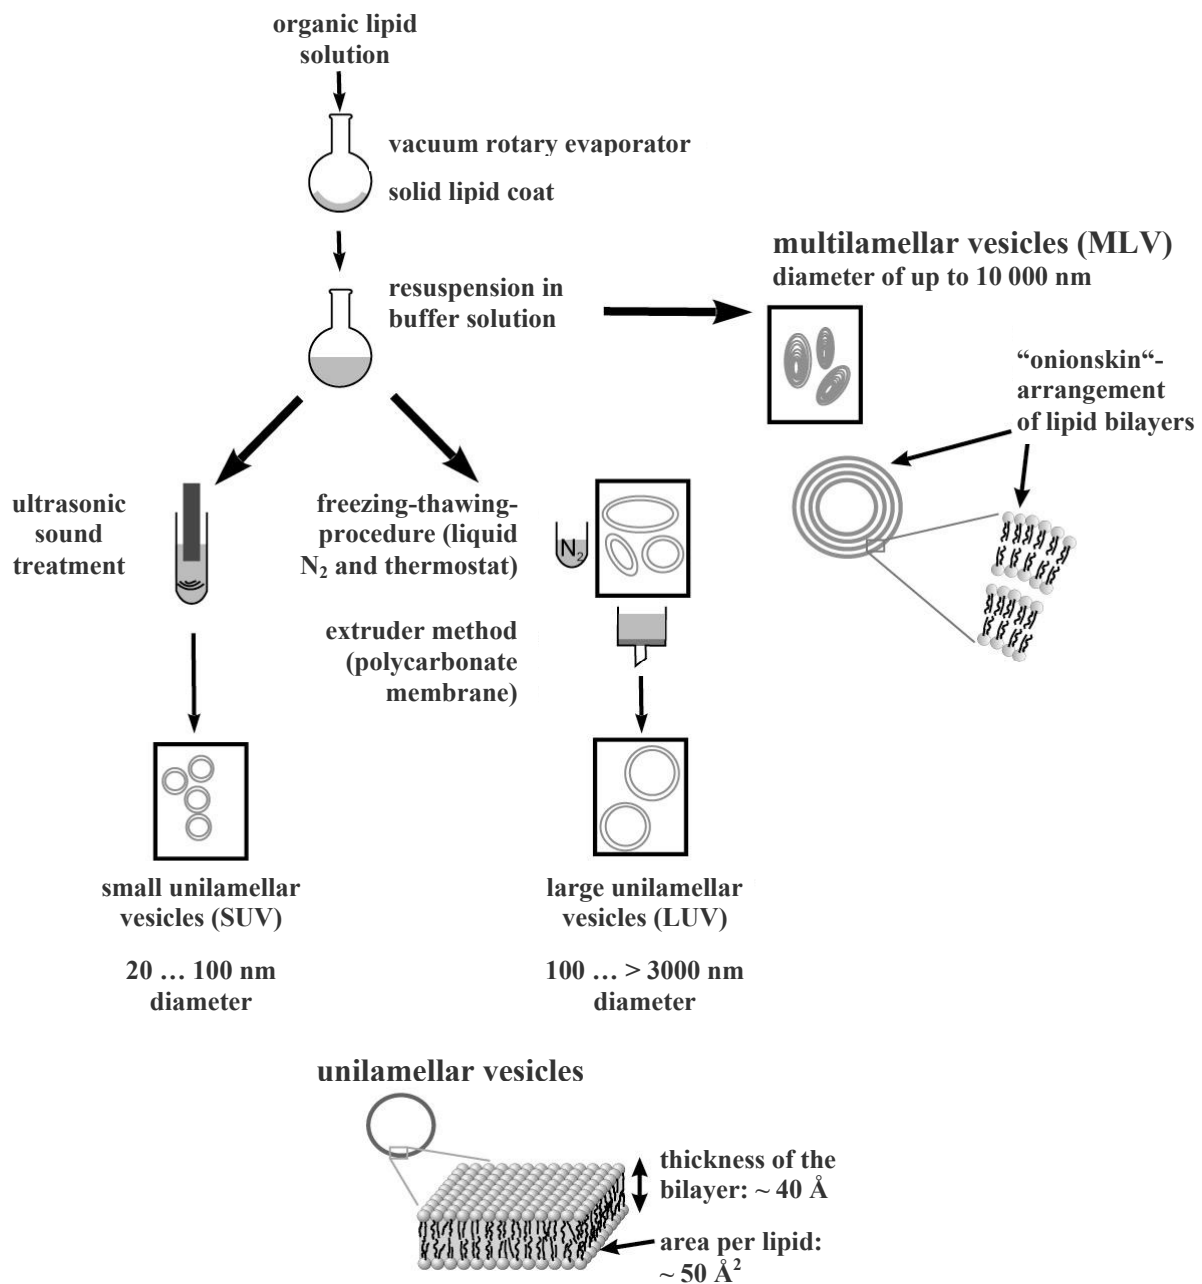 organic lipid
solution
vacuum rotary evaporator
solid lipid coat
resuspension in
buffer solution
multilamellar vesicles (MLV)
diameter of up to 10 000 nm
“onionskin“-
arrangement
of lipid bilayers
ultrasonic
sound
treatment
freezing-thawing-
procedure (liquid
N₂ and thermostat)
N₂
extruder method
(polycarbonate
membrane)
small unilamellar
vesicles (SUV)
20 … 100 nm
diameter
large unilamellar
vesicles (LUV)
100 … > 3000 nm
diameter
unilamellar vesicles
thickness of the
bilayer: ~ 40 Å
area per lipid:
~ 50 Å²